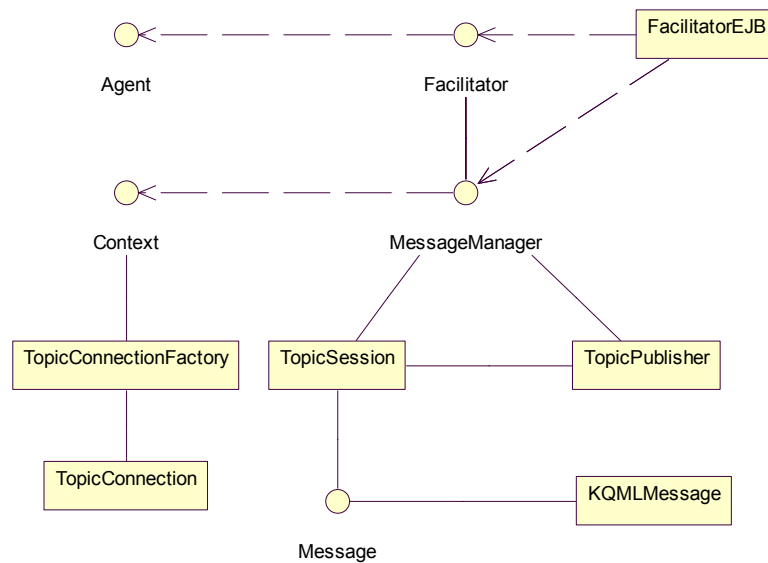 FacilitatorEJB
Agent
Facilitator
Context
MessageManager
TopicConnectionFactory
TopicSession
TopicPublisher
TopicConnection
KQMLMessage
Message